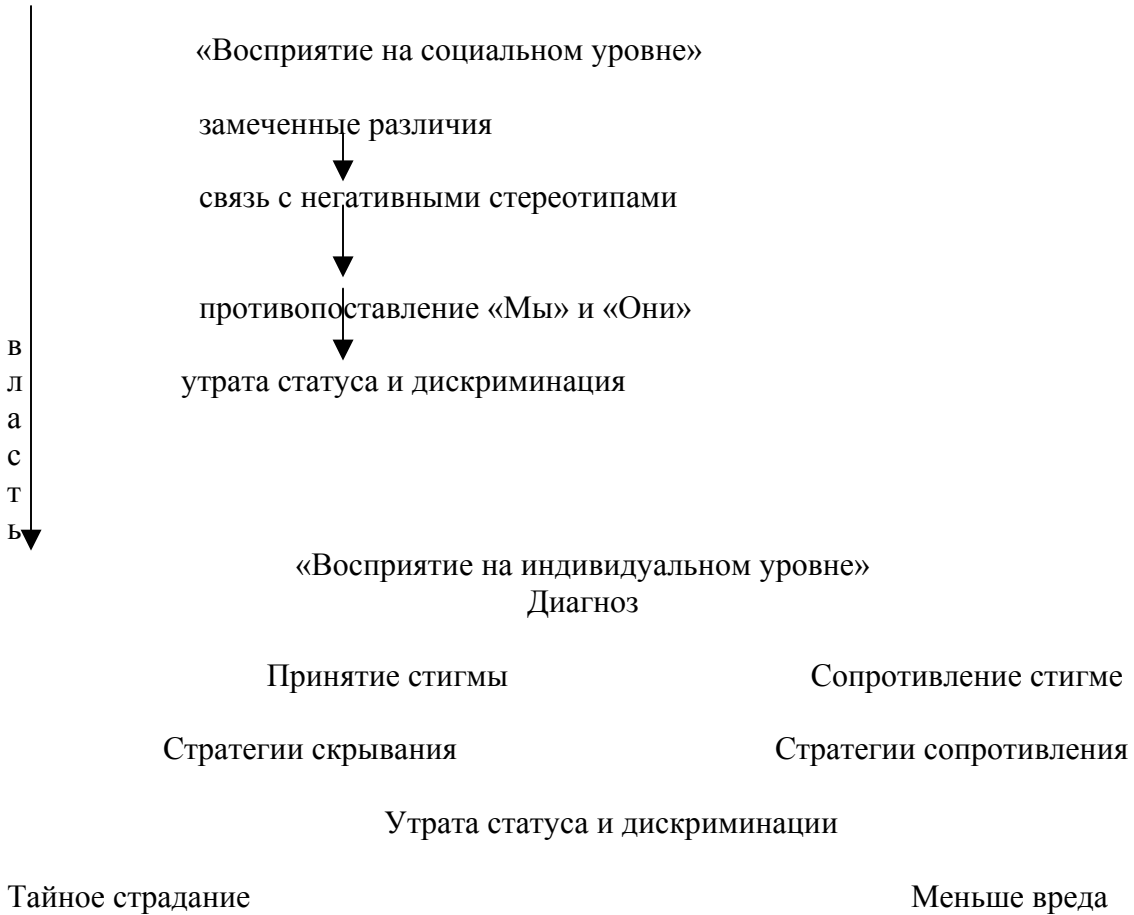 «Восприятие на социальном уровне»
замеченные различия
связь с негативными стереотипами
противопоставление «Мы» и «Они»
утрата статуса и дискриминация
власть
«Восприятие на индивидуальном уровне»
Диагноз
Принятие стигмы Сопротивление стигме
Стратегии скрывания Стратегии сопротивления
Утрата статуса и дискриминации
Тайное страдание Меньше вреда